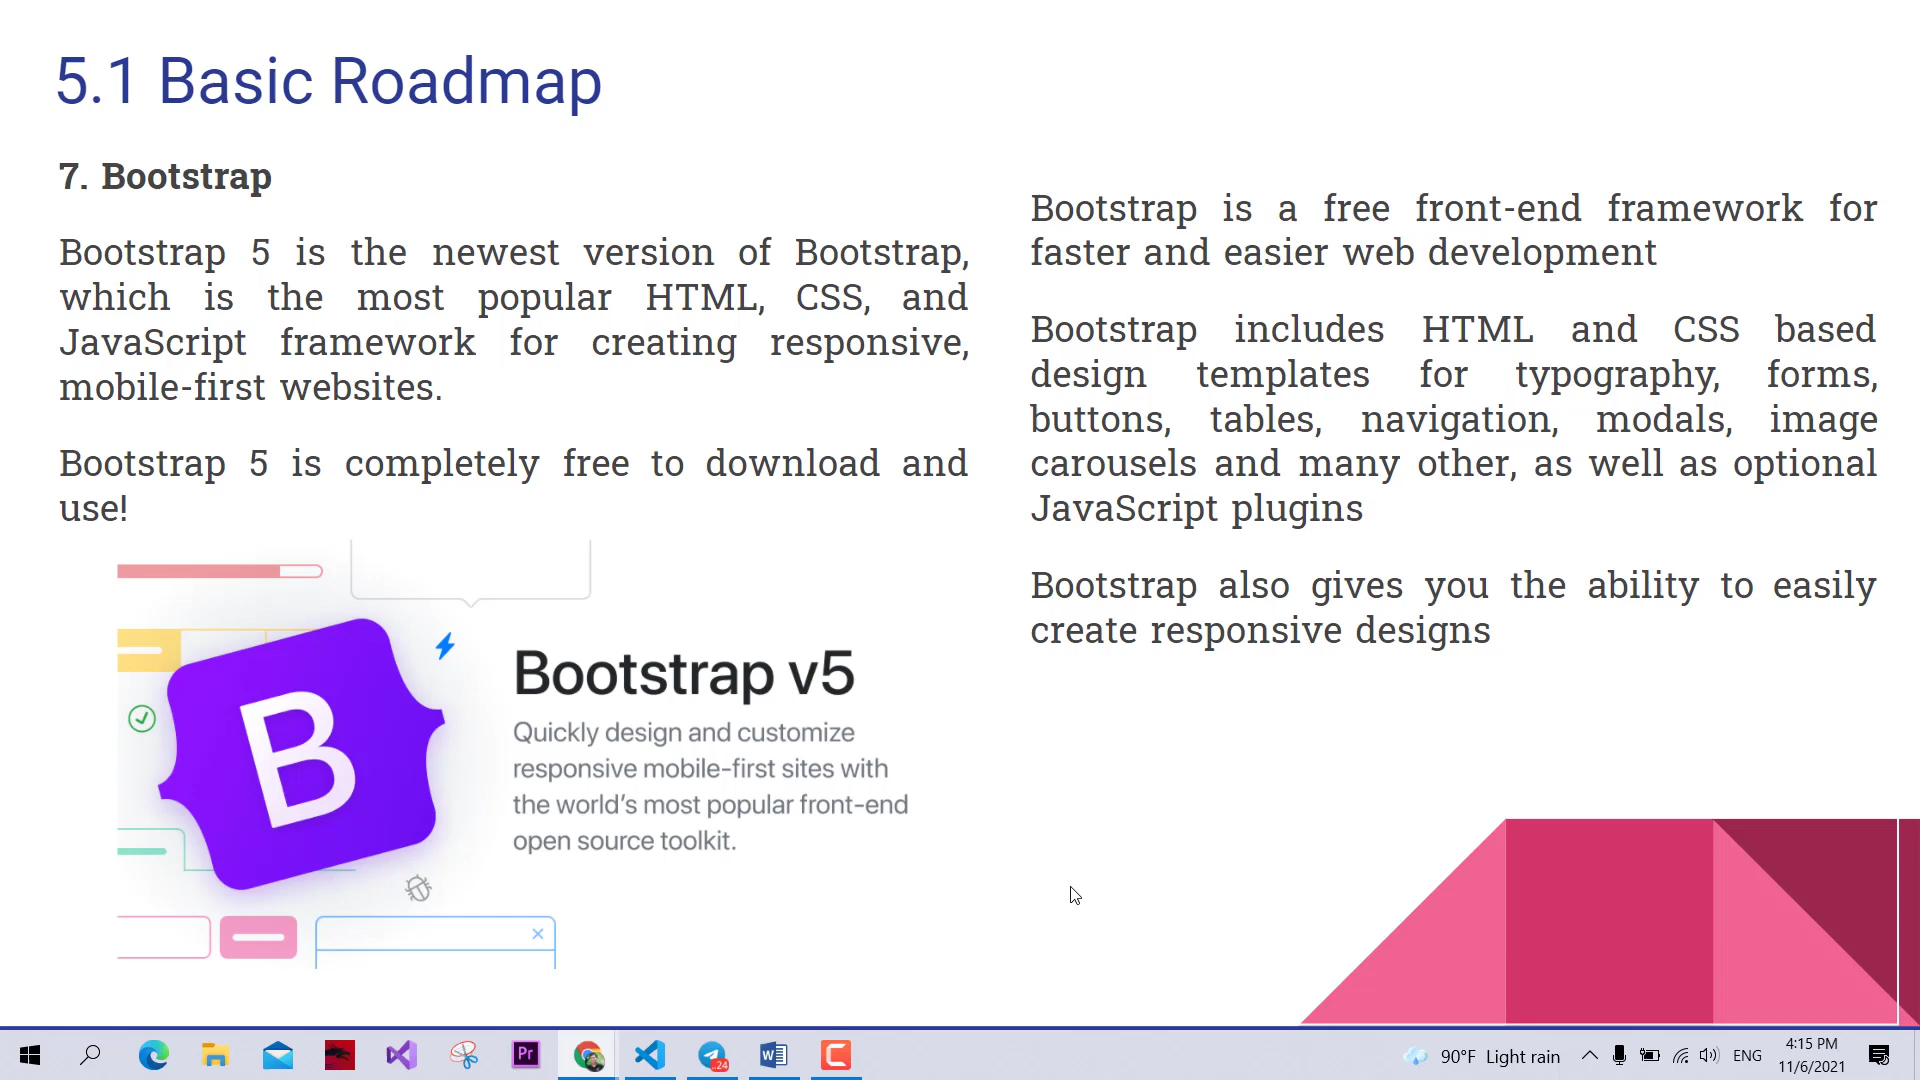 5.1 Basic Roadmap
7. Bootstrap
Bootstrap 5 is the newest version of Bootstrap,
which is the most popular HTML, CSS, and
JavaScript framework for creating responsive,
mobile-first websites.
Bootstrap 5 is completely free to download and
use!
B
Bootstrap v5
Quickly design and customize
responsive mobile-first sites with
the world's most popular front-end
open source toolkit.
Bootstrap is a free front-end framework for
faster and easier web development
Bootstrap includes HTML and CSS based
design templates for typography, forms,
buttons, tables, navigation, modals, image
carousels and many other, as well as optional
JavaScript plugins
Bootstrap also gives you the ability to easily
create responsive designs
Pr
..24
W
C
90°F Light rain
ENG
4:15 PM
11/6/2021